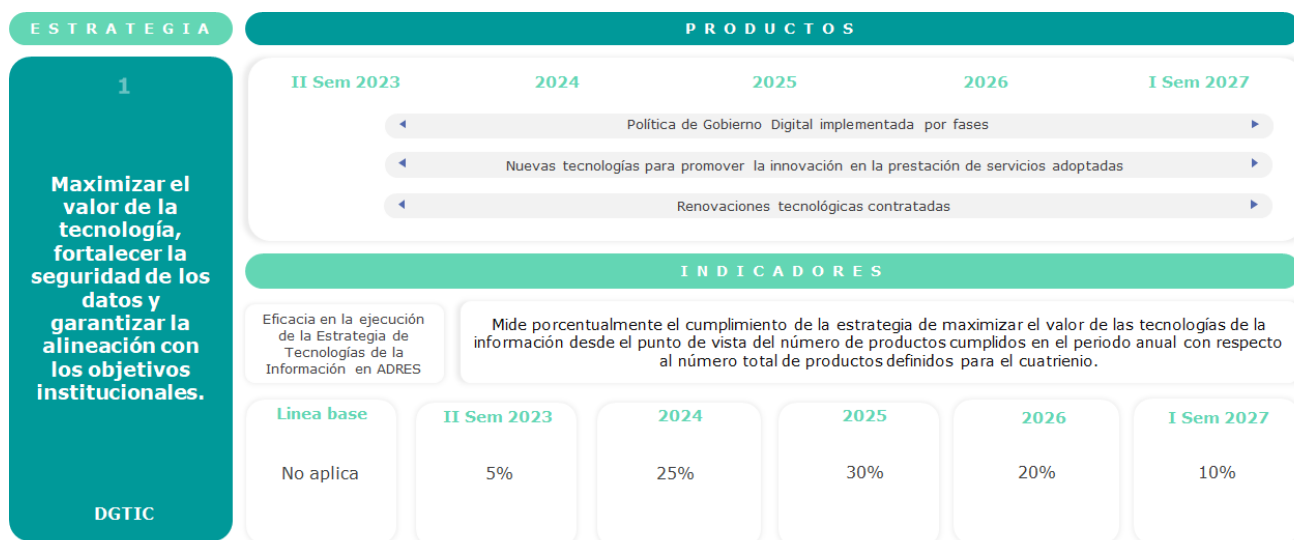 ESTRATEGIA
1
Maximizar el
valor de la
tecnología,
fortalecer la
seguridad de los
datos y
garantizar la
alineación con
los objetivos
institucionales.
DGTIC
PRODUCTOS
II Sem 2023 2024 2025 2026 I Sem 2027
Política de Gobierno Digital implementada por fases
Nuevas tecnologías para promover la innovación en la prestación de servicios adoptadas
Renovaciones tecnológicas contratadas
INDICADORES
Eficacia en la ejecución
de la Estrategia de
Tecnologías de la
Información en ADRES
Mide porcentualmente el cumplimiento de la estrategia de maximizar el valor de las tecnologías de la
información desde el punto de vista del número de productos cumplidos en el periodo anual con respecto
al número total de productos definidos para el cuatrienio.
Linea base II Sem 2023 2024 2025 2026 I Sem 2027
No aplica 5% 25% 30% 20% 10%